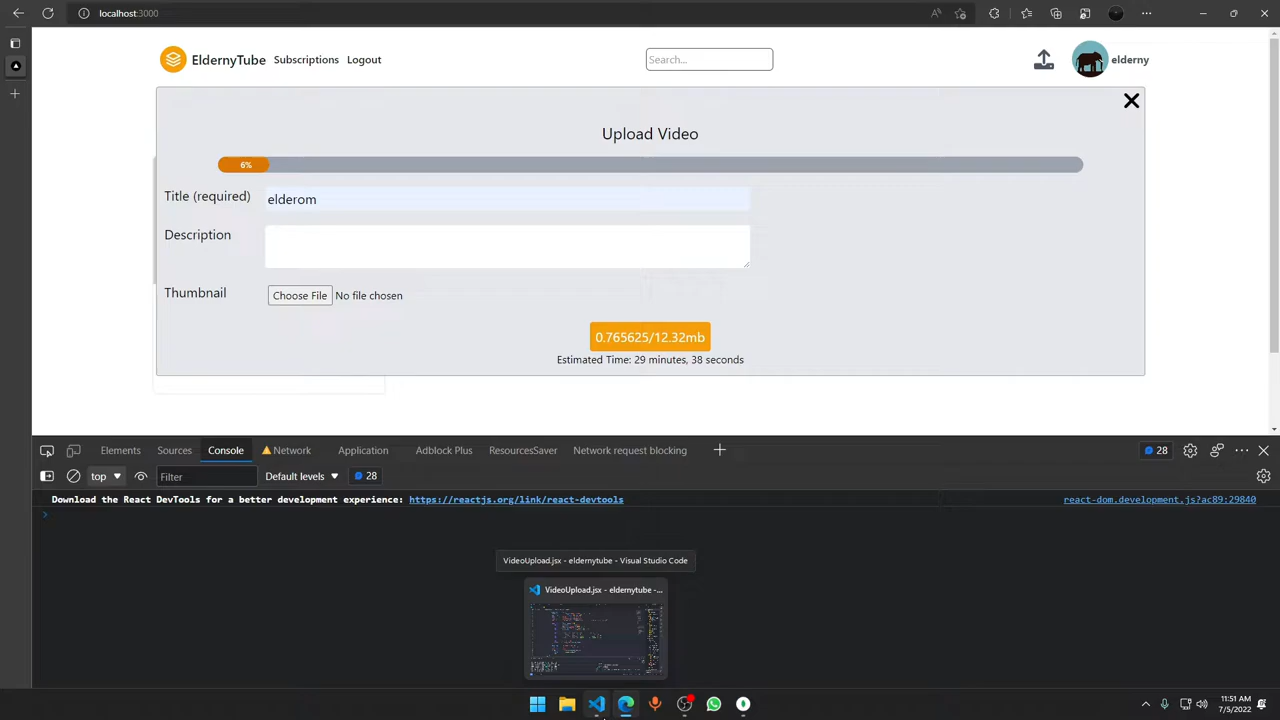 localhost:3000
EldernyTube Subscriptions Logout Search... elderny
Upload Video
6%
Title (required) elderom
Description
Thumbnail Choose File No file chosen
0.765625/12.32mb
Estimated Time: 29 minutes, 38 seconds
Elements Sources Console Network Application Adblock Plus ResourcesSaver Network request blocking 28
top Filter Default levels 28
Download the React DevTools for a better development experience: https://reactjs.org/link/react-devtools react-dom.development.js?ac89:29840
VideoUpload.jsx - eldernytube - Visual Studio Code
VideoUpload.jsx - eldernytube -...
11:51 AM
7/5/2022